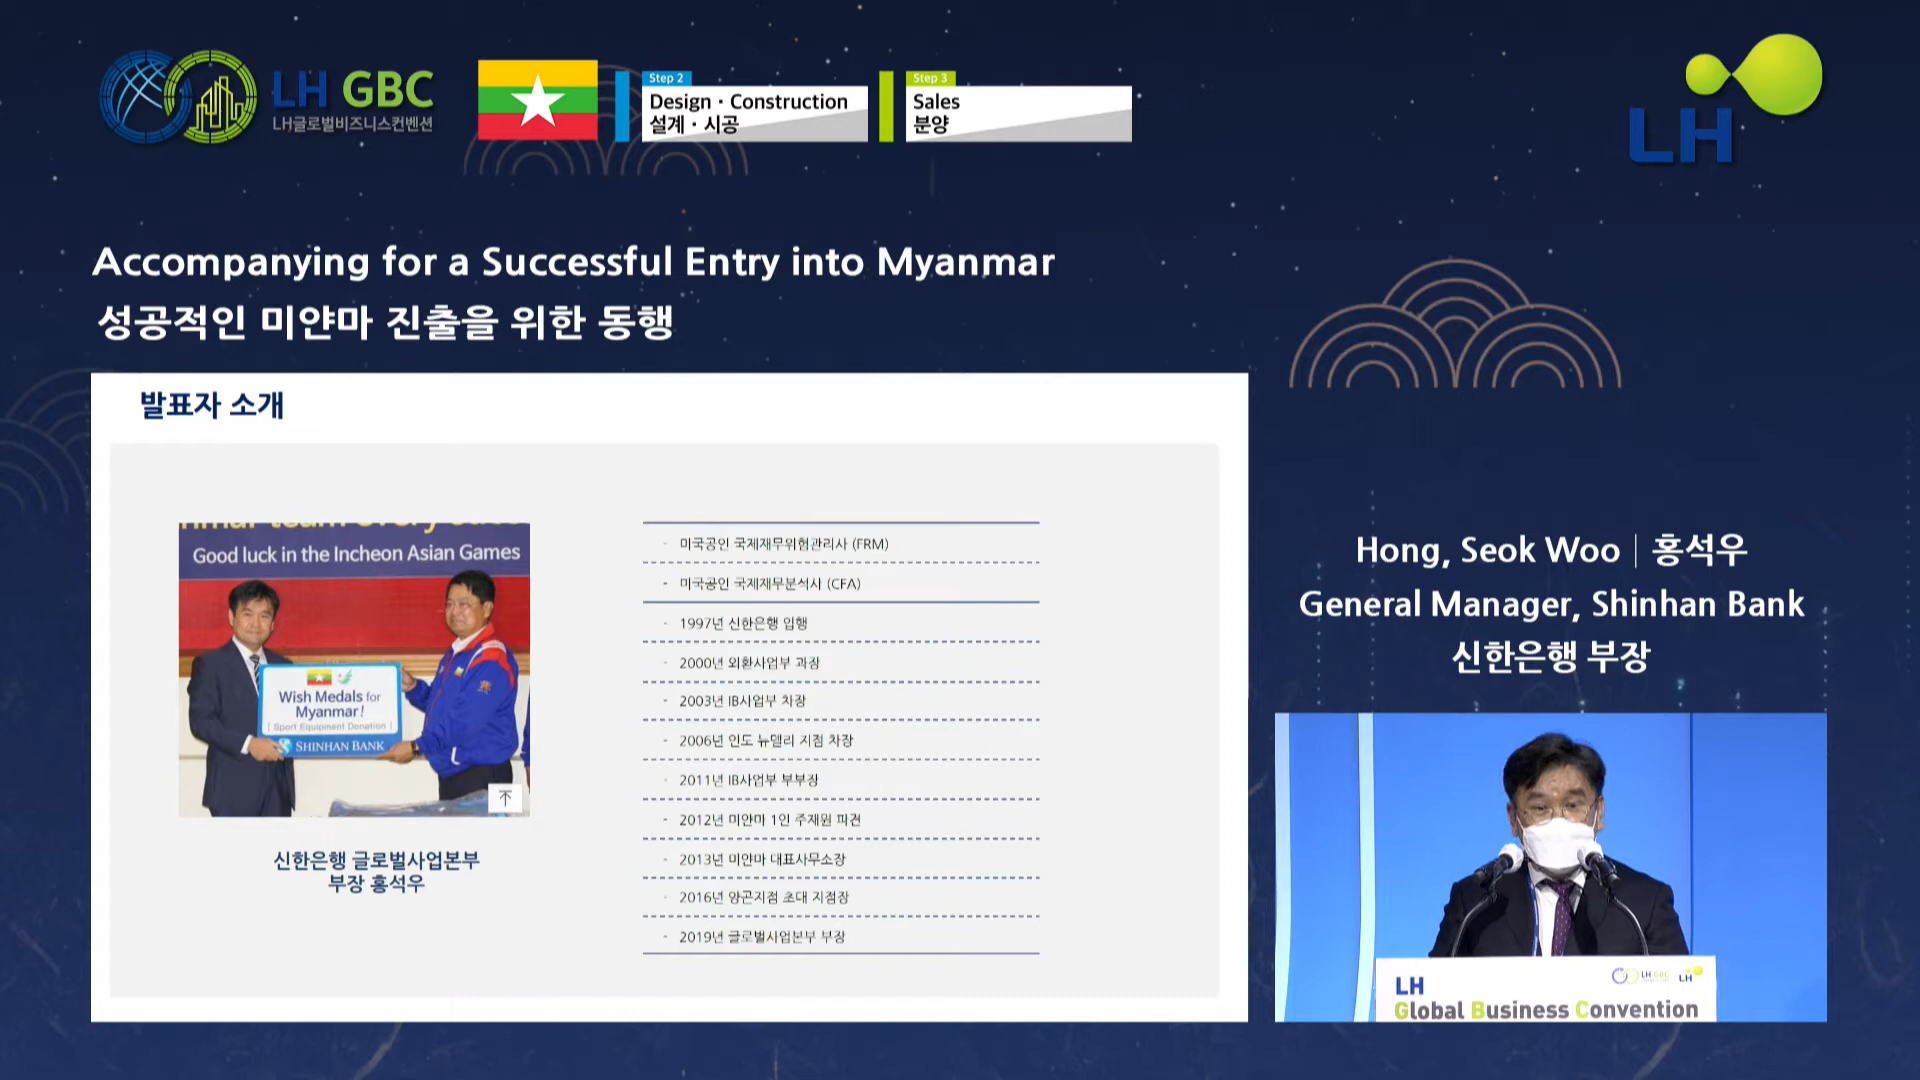 LH GBC
LH글로벌비즈니스컨벤션
Step 2
Design · Construction
설계 · 시공
Step 3
Sales
분양
LH
Accompanying for a Successful Entry into Myanmar
성공적인 미얀마 진출을 위한 동행
발표자 소개
Good luck in the Incheon Asian Games
Wish Medals for
Myanmar!
[ Sport Equipment Donation ]
SHINHAN BANK
신한은행 글로벌사업본부
부장 홍석우
- 미국공인 국제재무위험관리사 (FRM)
- 미국공인 국제재무분석사 (CFA)
- 1997년 신한은행 입행
- 2000년 외환사업부 과장
- 2003년 IB사업부 차장
- 2006년 인도 뉴델리 지점 차장
- 2011년 IB사업부 부부장
- 2012년 미얀마 1인 주재원 파견
- 2013년 미얀마 대표사무소장
- 2016년 양곤지점 초대 지점장
- 2019년 글로벌사업본부 부장
Hong, Seok Woo | 홍석우
General Manager, Shinhan Bank
신한은행 부장
LH GBC
LH
LH
Global Business Convention